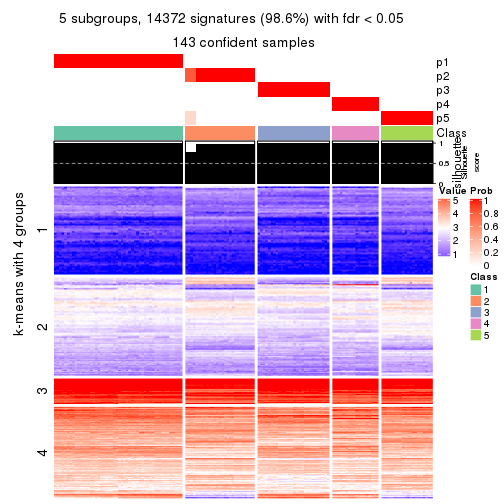 5 subgroups, 14372 signatures (98.6%) with fdr < 0.05
143 confident samples
p1
p2
p3
p4
p5
Class
1
0.5
0
silhouette
Silhouette
score
k-means with 4 groups
1
2
3
4
Value
5
4
3
2
1
Prob
1
0.8
0.6
0.4
0.2
0
Class
1
2
3
4
5